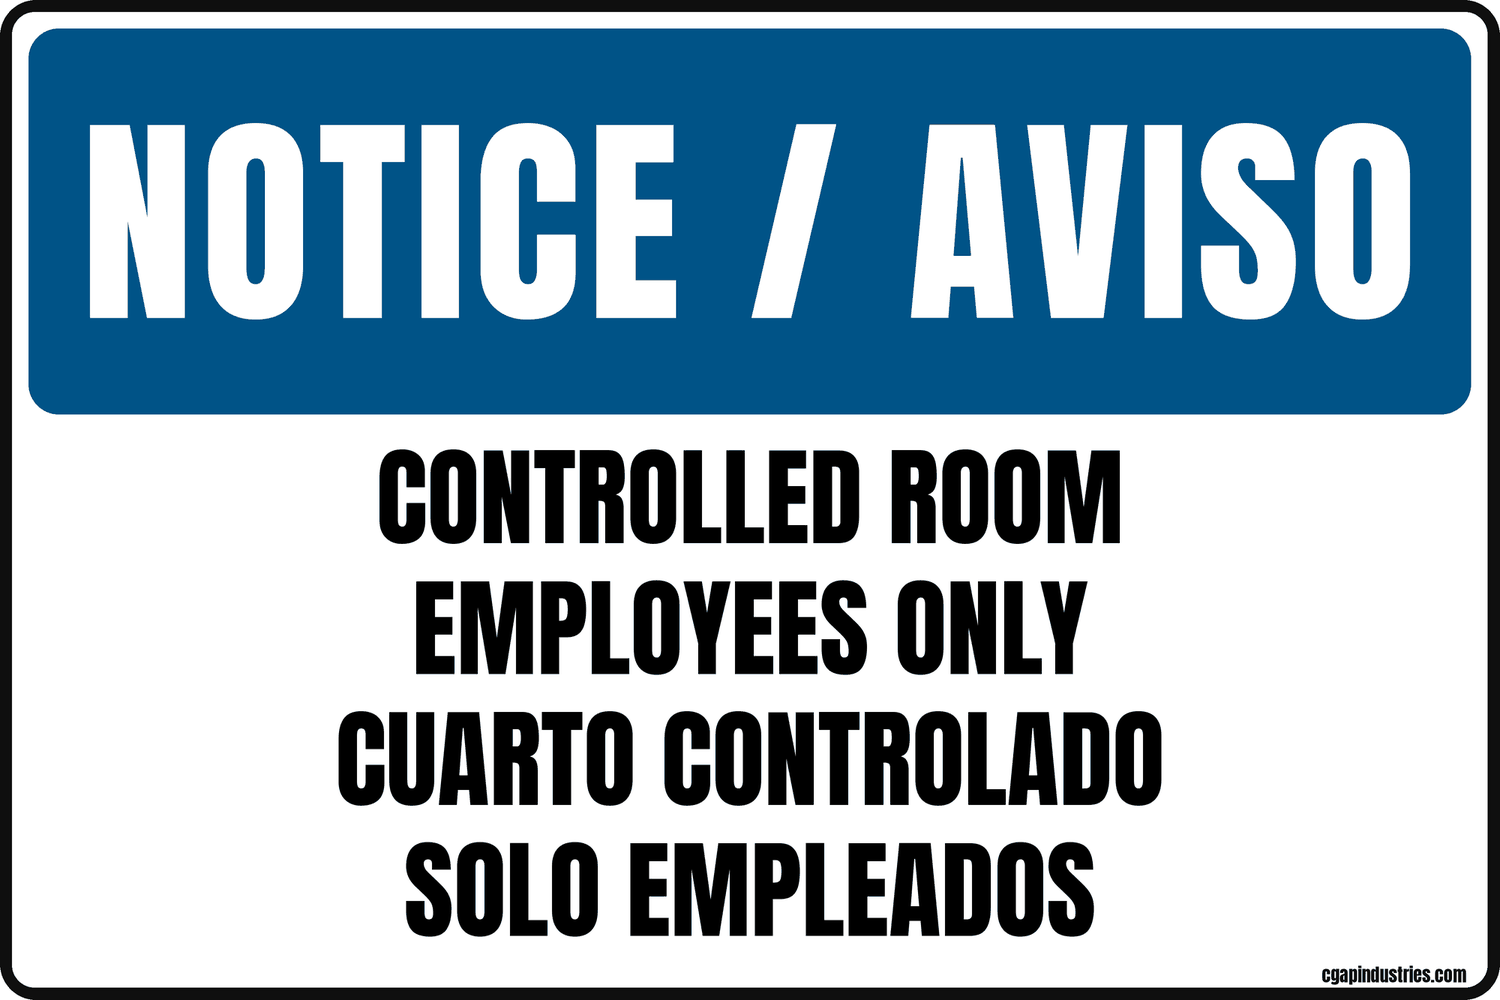 NOTICE / AVISO
CONTROLLED ROOM
EMPLOYEES ONLY
CUARTO CONTROLADO
SOLO EMPLEADOS
cgapindustries.com